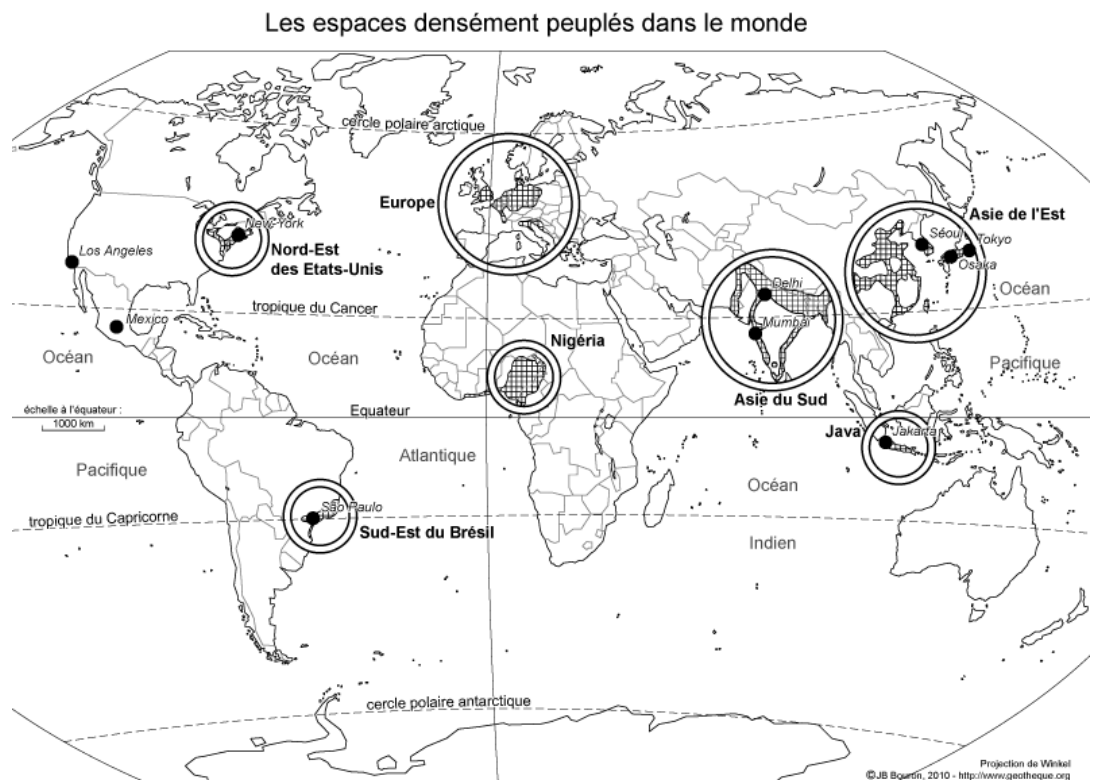 Les espaces densément peuplés dans le monde
cercle polaire arctique
Europe
Asie de l'Est
New-York
Séoul
Tokyo
Los Angeles
Nord-Est
des Etats-Unis
Osaka
Delhi
Océan
tropique du Cancer
Mexico
Mumbai
Nigéria
Océan
Océan
Pacifique
Asie du Sud
échelle à l'équateur :
1000 km
Equateur
Java
Jakarta
Atlantique
Pacifique
Océan
São Paulo
tropique du Capricorne
Sud-Est du Brésil
Indien
cercle polaire antarctique
Projection de Winkel
©JB Bouron, 2010 - http://www.geotheque.org